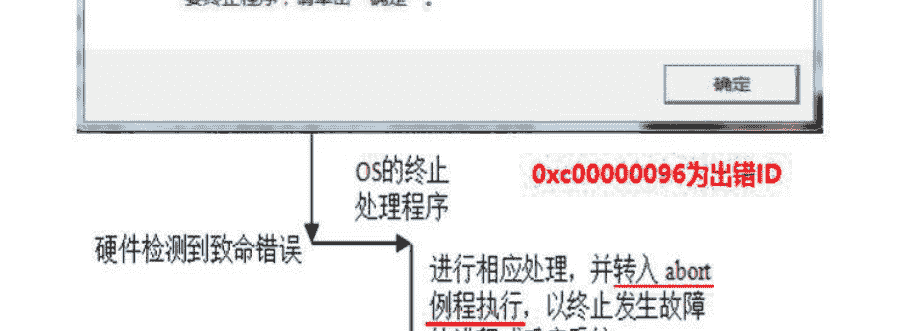 要终止程序，请单击“确定”。
确定
OS的终止
处理程序
0xc00000096为出错ID
硬件检测到致命错误
进行相应处理，并转入 abort
例程执行，以终止发生故障